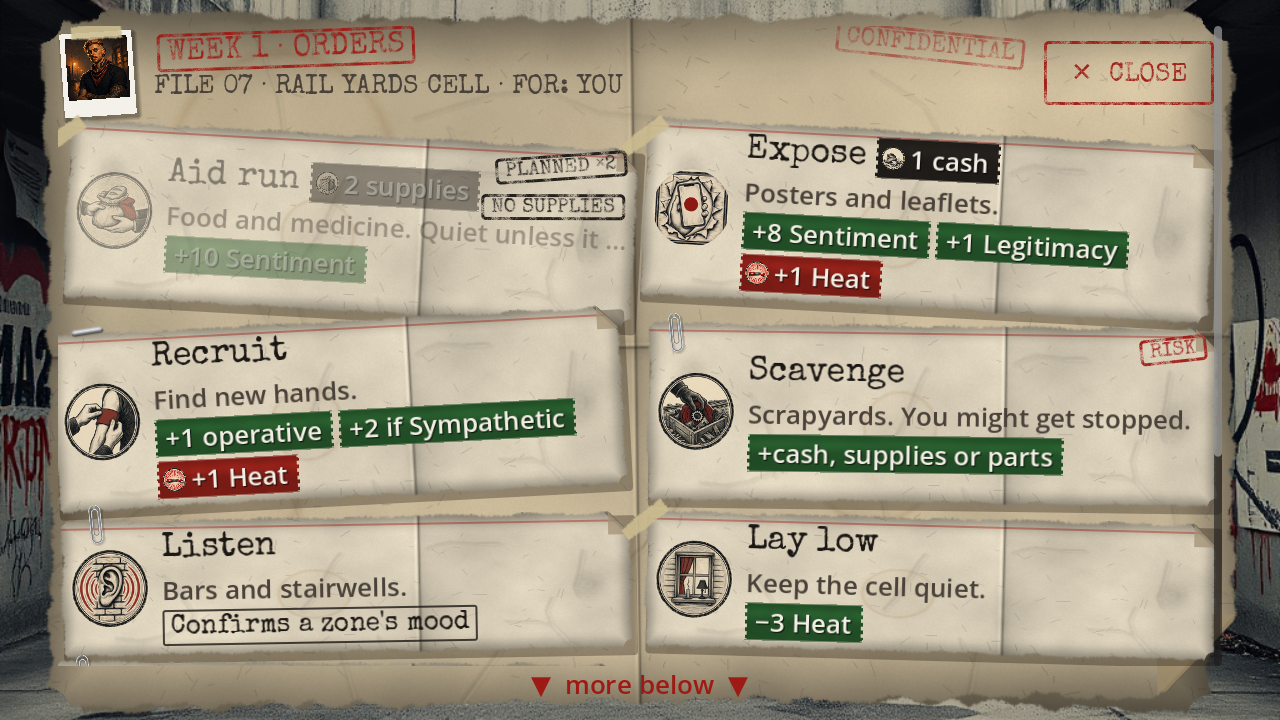 WEEK 1 · ORDERS
CONFIDENTIAL
FILE 07 · RAIL YARDS CELL · FOR: YOU
× CLOSE
Aid run
2 supplies
PLANNED ×2
NO SUPPLIES
Food and medicine. Quiet unless it ...
+10 Sentiment
Expose
1 cash
Posters and leaflets.
+8 Sentiment
+1 Legitimacy
+1 Heat
Recruit
Find new hands.
+1 operative
+2 if Sympathetic
+1 Heat
RISK
Scavenge
Scrapyards. You might get stopped.
+cash, supplies or parts
Listen
Bars and stairwells.
Confirms a zone's mood
Lay low
Keep the cell quiet.
−3 Heat
▼ more below ▼